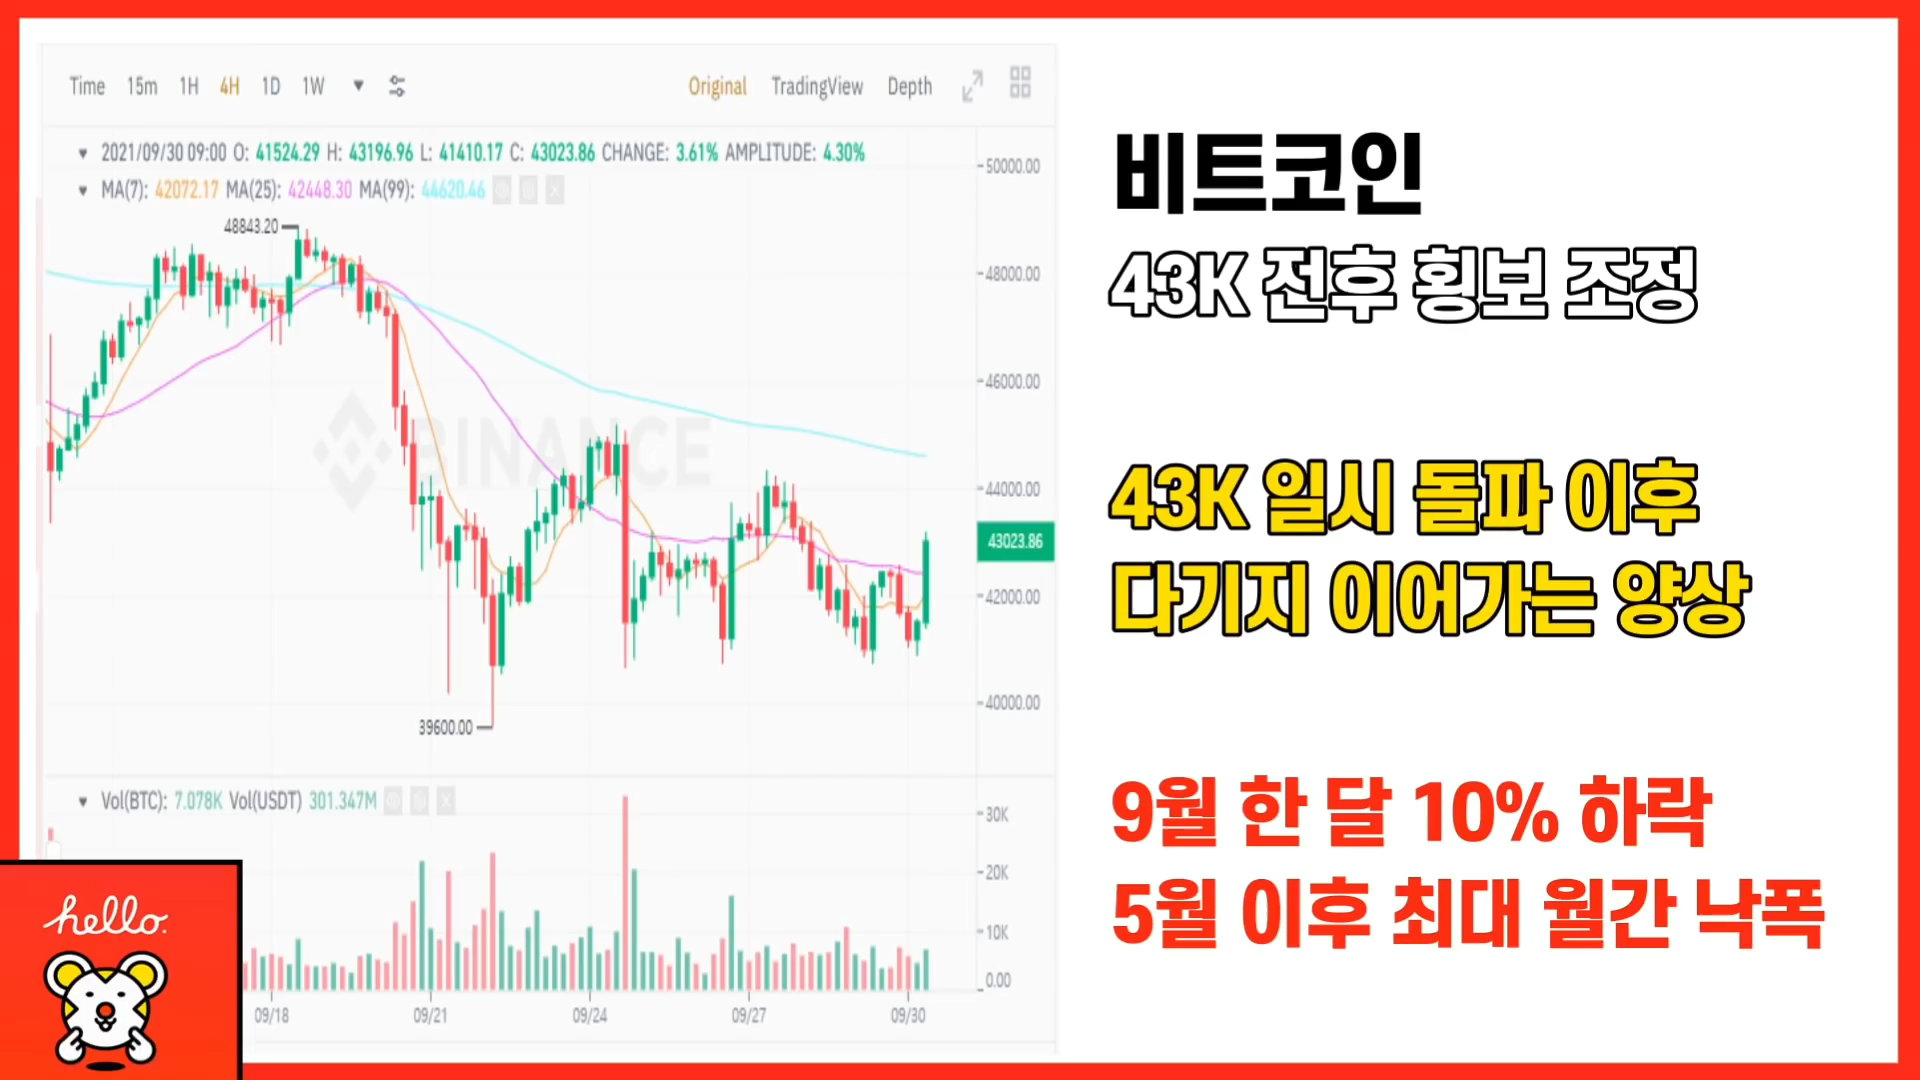 Time 15m 1H 4H 1D 1W Original TradingView Depth
2021/09/30 09:00 O: 41524.29 H: 43196.96 L: 41410.17 C: 43023.86 CHANGE: 3.61% AMPLITUDE: 4.30%
MA(7): 42072.17 MA(25): 42448.30 MA(99): 44620.46
48843.20
39600.00
BINANCE
50000.00
48000.00
46000.00
44000.00
43023.86
42000.00
40000.00
Vol(BTC): 7.078K Vol(USDT) 301.347M
30K
20K
10K
0.00
09/18 09/21 09/24 09/27 09/30
hello.
비트코인
43K 전후 횡보 조정
43K 일시 돌파 이후
다기지 이어가는 양상
9월 한 달 10% 하락
5월 이후 최대 월간 낙폭